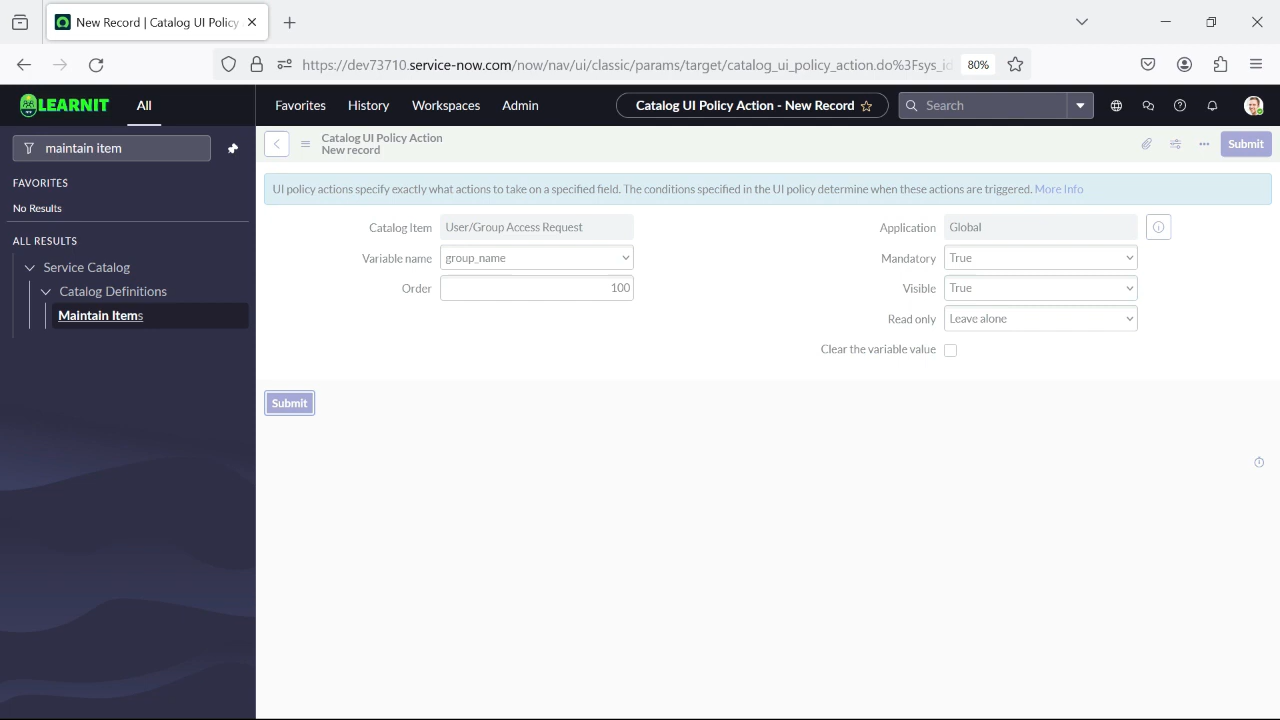 New Record | Catalog UI Policy
https://dev73710.service-now.com/now/nav/ui/classic/params/target/catalog_ui_policy_action.do%3Fsys_id
80%
LEARNIT
All
Favorites
History
Workspaces
Admin
Catalog UI Policy Action - New Record
Search
maintain item
Catalog UI Policy Action
New record
Submit
FAVORITES
No Results
UI policy actions specify exactly what actions to take on a specified field. The conditions specified in the UI policy determine when these actions are triggered. More Info
ALL RESULTS
Service Catalog
Catalog Definitions
Maintain Items
Catalog Item
User/Group Access Request
Application
Global
Variable name
group_name
Mandatory
True
Order
100
Visible
True
Read only
Leave alone
Clear the variable value
Submit